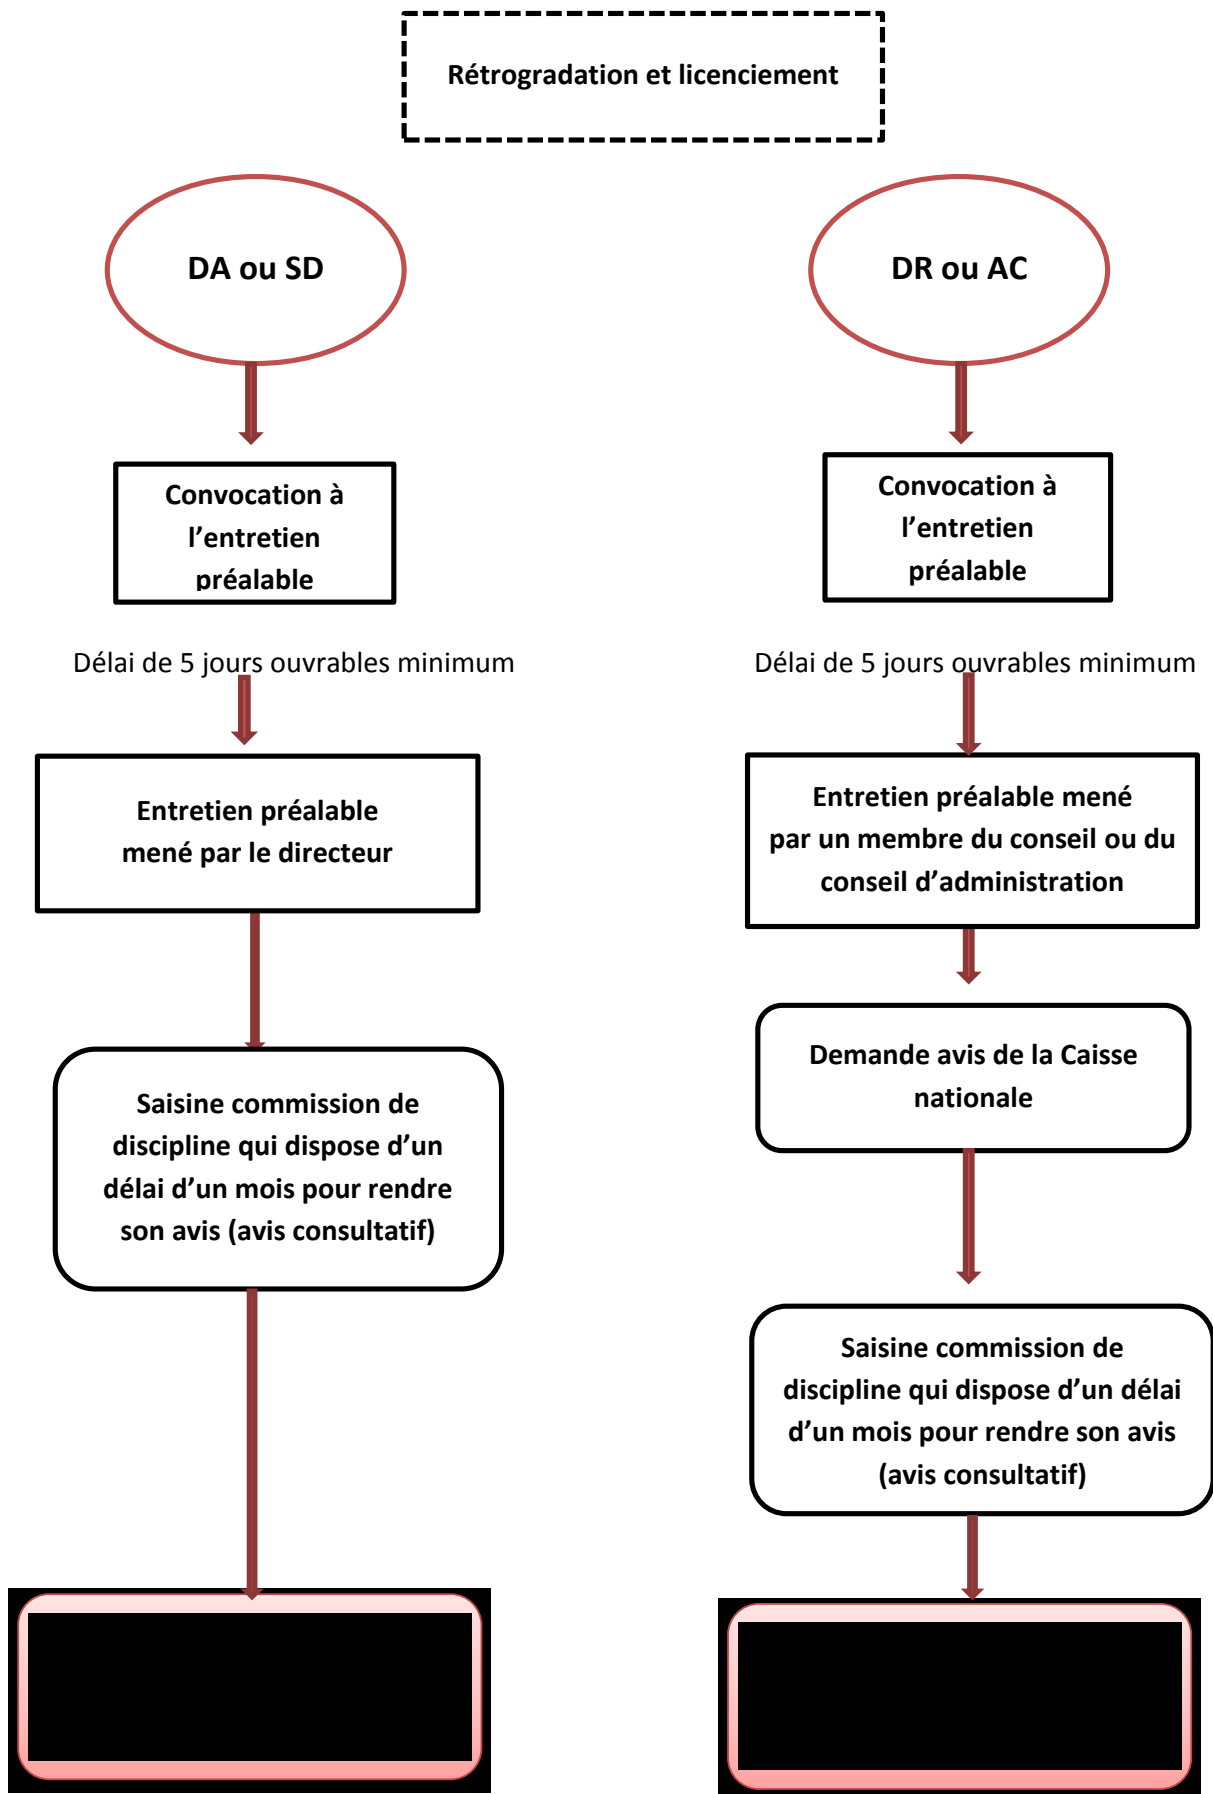 Rétrogradation et licenciement
DA ou SD
Convocation à
l’entretien
préalable
Délai de 5 jours ouvrables minimum
Entretien préalable
mené par le directeur
Saisine commission de
discipline qui dispose d’un
délai d’un mois pour rendre
son avis (avis consultatif)
DR ou AC
Convocation à
l’entretien
préalable
Délai de 5 jours ouvrables minimum
Entretien préalable mené
par un membre du conseil ou du
conseil d’administration
Demande avis de la Caisse
nationale
Saisine commission de
discipline qui dispose d’un délai
d’un mois pour rendre son avis
(avis consultatif)